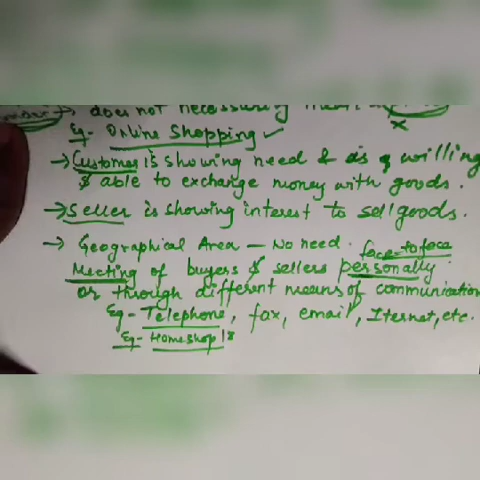 → does not necessarily mean a
Eg- Online Shopping ✓ x
→ Customer is showing need & is willing
& able to exchange money with goods.
→ Seller is showing interest to sell goods.
→ Geographical Area — No need. face-to-face
Meeting of buyers & sellers personally
or through different means of communication
Eg- Telephone, fax, email, Iternet, etc.
Eg- Homeshop 18